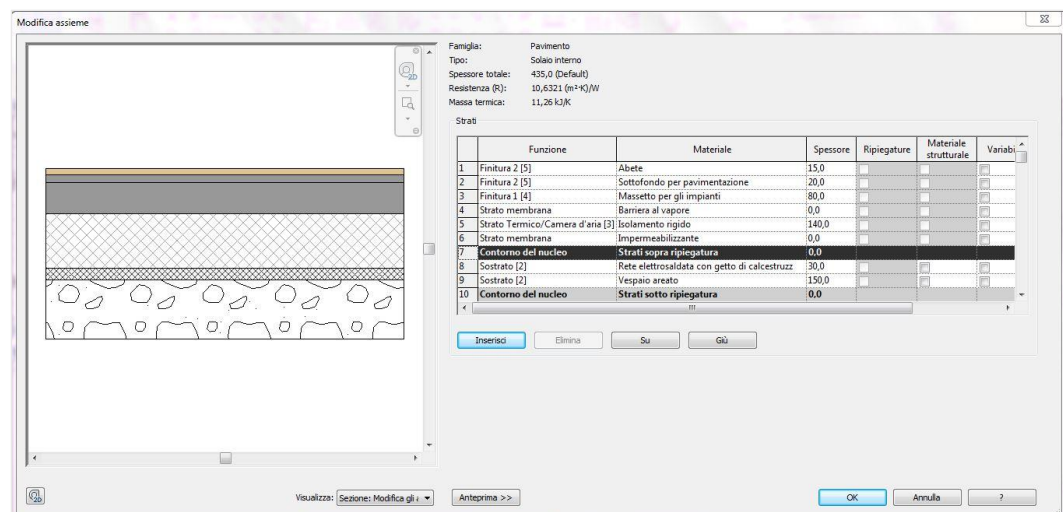 Modifica assieme
Famiglia: Pavimento
Tipo: Solaio interno
Spessore totale: 435,0 (Default)
Resistenza (R): 10,6321 (m²·K)/W
Massa termica: 11,26 kJ/K
Strati
Funzione Materiale Spessore Ripiegature Materiale strutturale Variabi
1 Finitura 2 [5] Abete 15,0
2 Finitura 2 [5] Sottofondo per pavimentazione 20,0
3 Finitura 1 [4] Massetto per gli impianti 80,0
4 Strato membrana Barriera al vapore 0,0
5 Strato Termico/Camera d'aria [3] Isolamento rigido 140,0
6 Strato membrana Impermeabilizzante 0,0
7 Contorno del nucleo Strati sopra ripiegatura 0,0
8 Sostrato [2] Rete elettrosaldata con getto di calcestruzz 30,0
9 Sostrato [2] Vespaio areato 150,0
10 Contorno del nucleo Strati sotto ripiegatura 0,0
Inserisci Elimina Su Giù
Visualizza: Sezione: Modifica gli a Anteprima >> OK Annulla ?